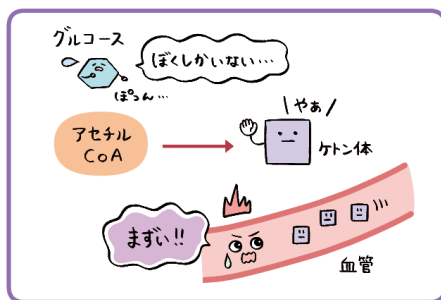 グルコース
ぼくしかいない…
ぽつん…
アセチル
CoA
\やぁ/
ケトン体
まずい!!
血管